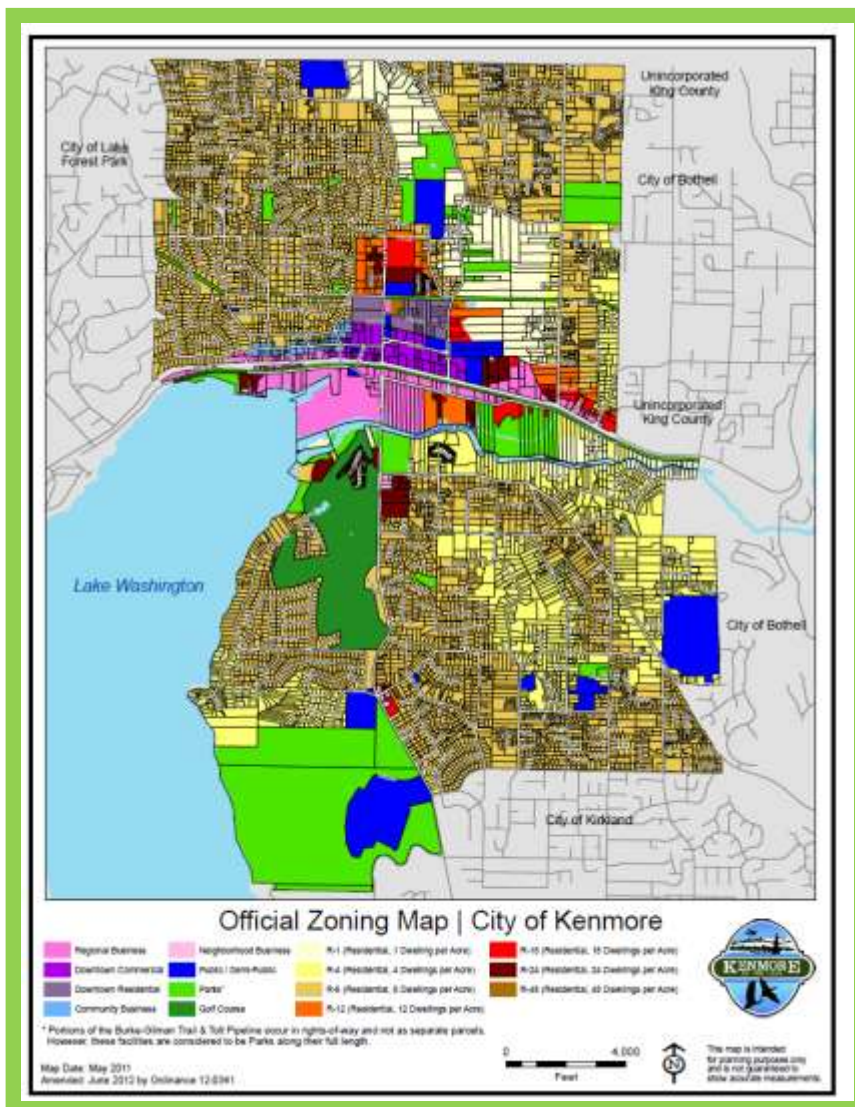 Unincorporated
King County
City of Lake
Forest Park
City of Bothell
Unincorporated
King County
Lake Washington
City of Bothell
City of Kirkland
Official Zoning Map | City of Kenmore
Regional Business
Downtown Commercial
Downtown Residential
Community Business
Neighborhood Business
Public / Semi-Public
Parks*
Golf Course
R-1 (Residential, 1 Dwelling per Acre)
R-4 (Residential, 4 Dwellings per Acre)
R-6 (Residential, 6 Dwellings per Acre)
R-12 (Residential, 12 Dwellings per Acre)
R-18 (Residential, 18 Dwellings per Acre)
R-24 (Residential, 24 Dwellings per Acre)
R-48 (Residential, 48 Dwellings per Acre)
KENMORE
* Portions of the Burke-Gilman Trail & Tolt Pipeline occur in rights-of-way and not as separate parcels.
However, these facilities are considered to be Parks along their full length.
0 4,000
Feet
N
This map is intended
for planning purposes only
and is not guaranteed to
show accurate measurements.
Map Date: May 2011
Amended: June 2012 by Ordinance 12-0341